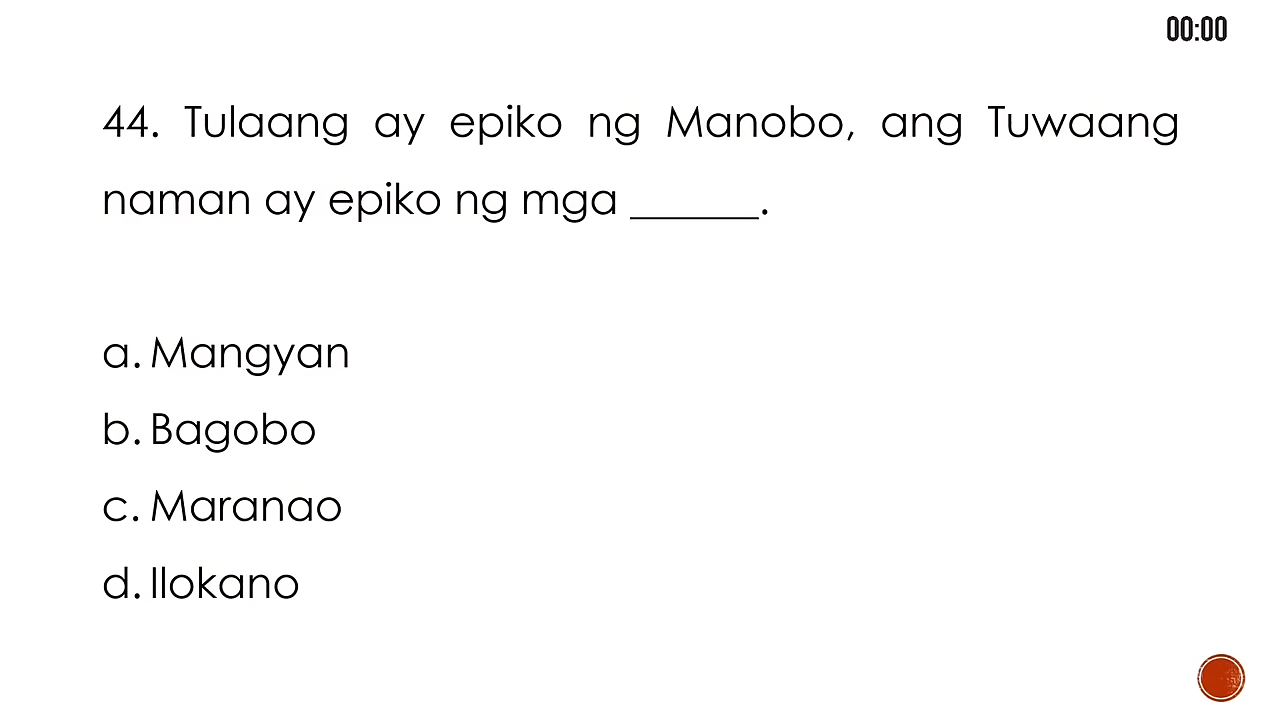 00:00
44. Tulaang ay epiko ng Manobo, ang Tuwaang
naman ay epiko ng mga ______.
a. Mangyan
b. Bagobo
c. Maranao
d. Ilokano